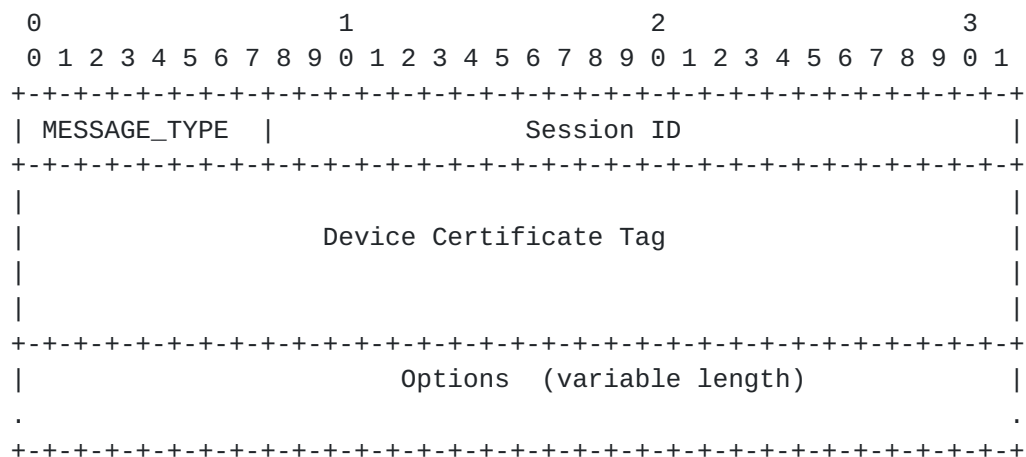 0                   1                   2                   3
 0 1 2 3 4 5 6 7 8 9 0 1 2 3 4 5 6 7 8 9 0 1 2 3 4 5 6 7 8 9 0 1
+-+-+-+-+-+-+-+-+-+-+-+-+-+-+-+-+-+-+-+-+-+-+-+-+-+-+-+-+-+-+-+-+
| MESSAGE_TYPE  |                Session ID                     |
+-+-+-+-+-+-+-+-+-+-+-+-+-+-+-+-+-+-+-+-+-+-+-+-+-+-+-+-+-+-+-+-+
|                                                               |
|                   Device Certificate Tag                      |
|                                                               |
|                                                               |
+-+-+-+-+-+-+-+-+-+-+-+-+-+-+-+-+-+-+-+-+-+-+-+-+-+-+-+-+-+-+-+-+
|                        Options  (variable length)             |
.                                                               .
+-+-+-+-+-+-+-+-+-+-+-+-+-+-+-+-+-+-+-+-+-+-+-+-+-+-+-+-+-+-+-+-+